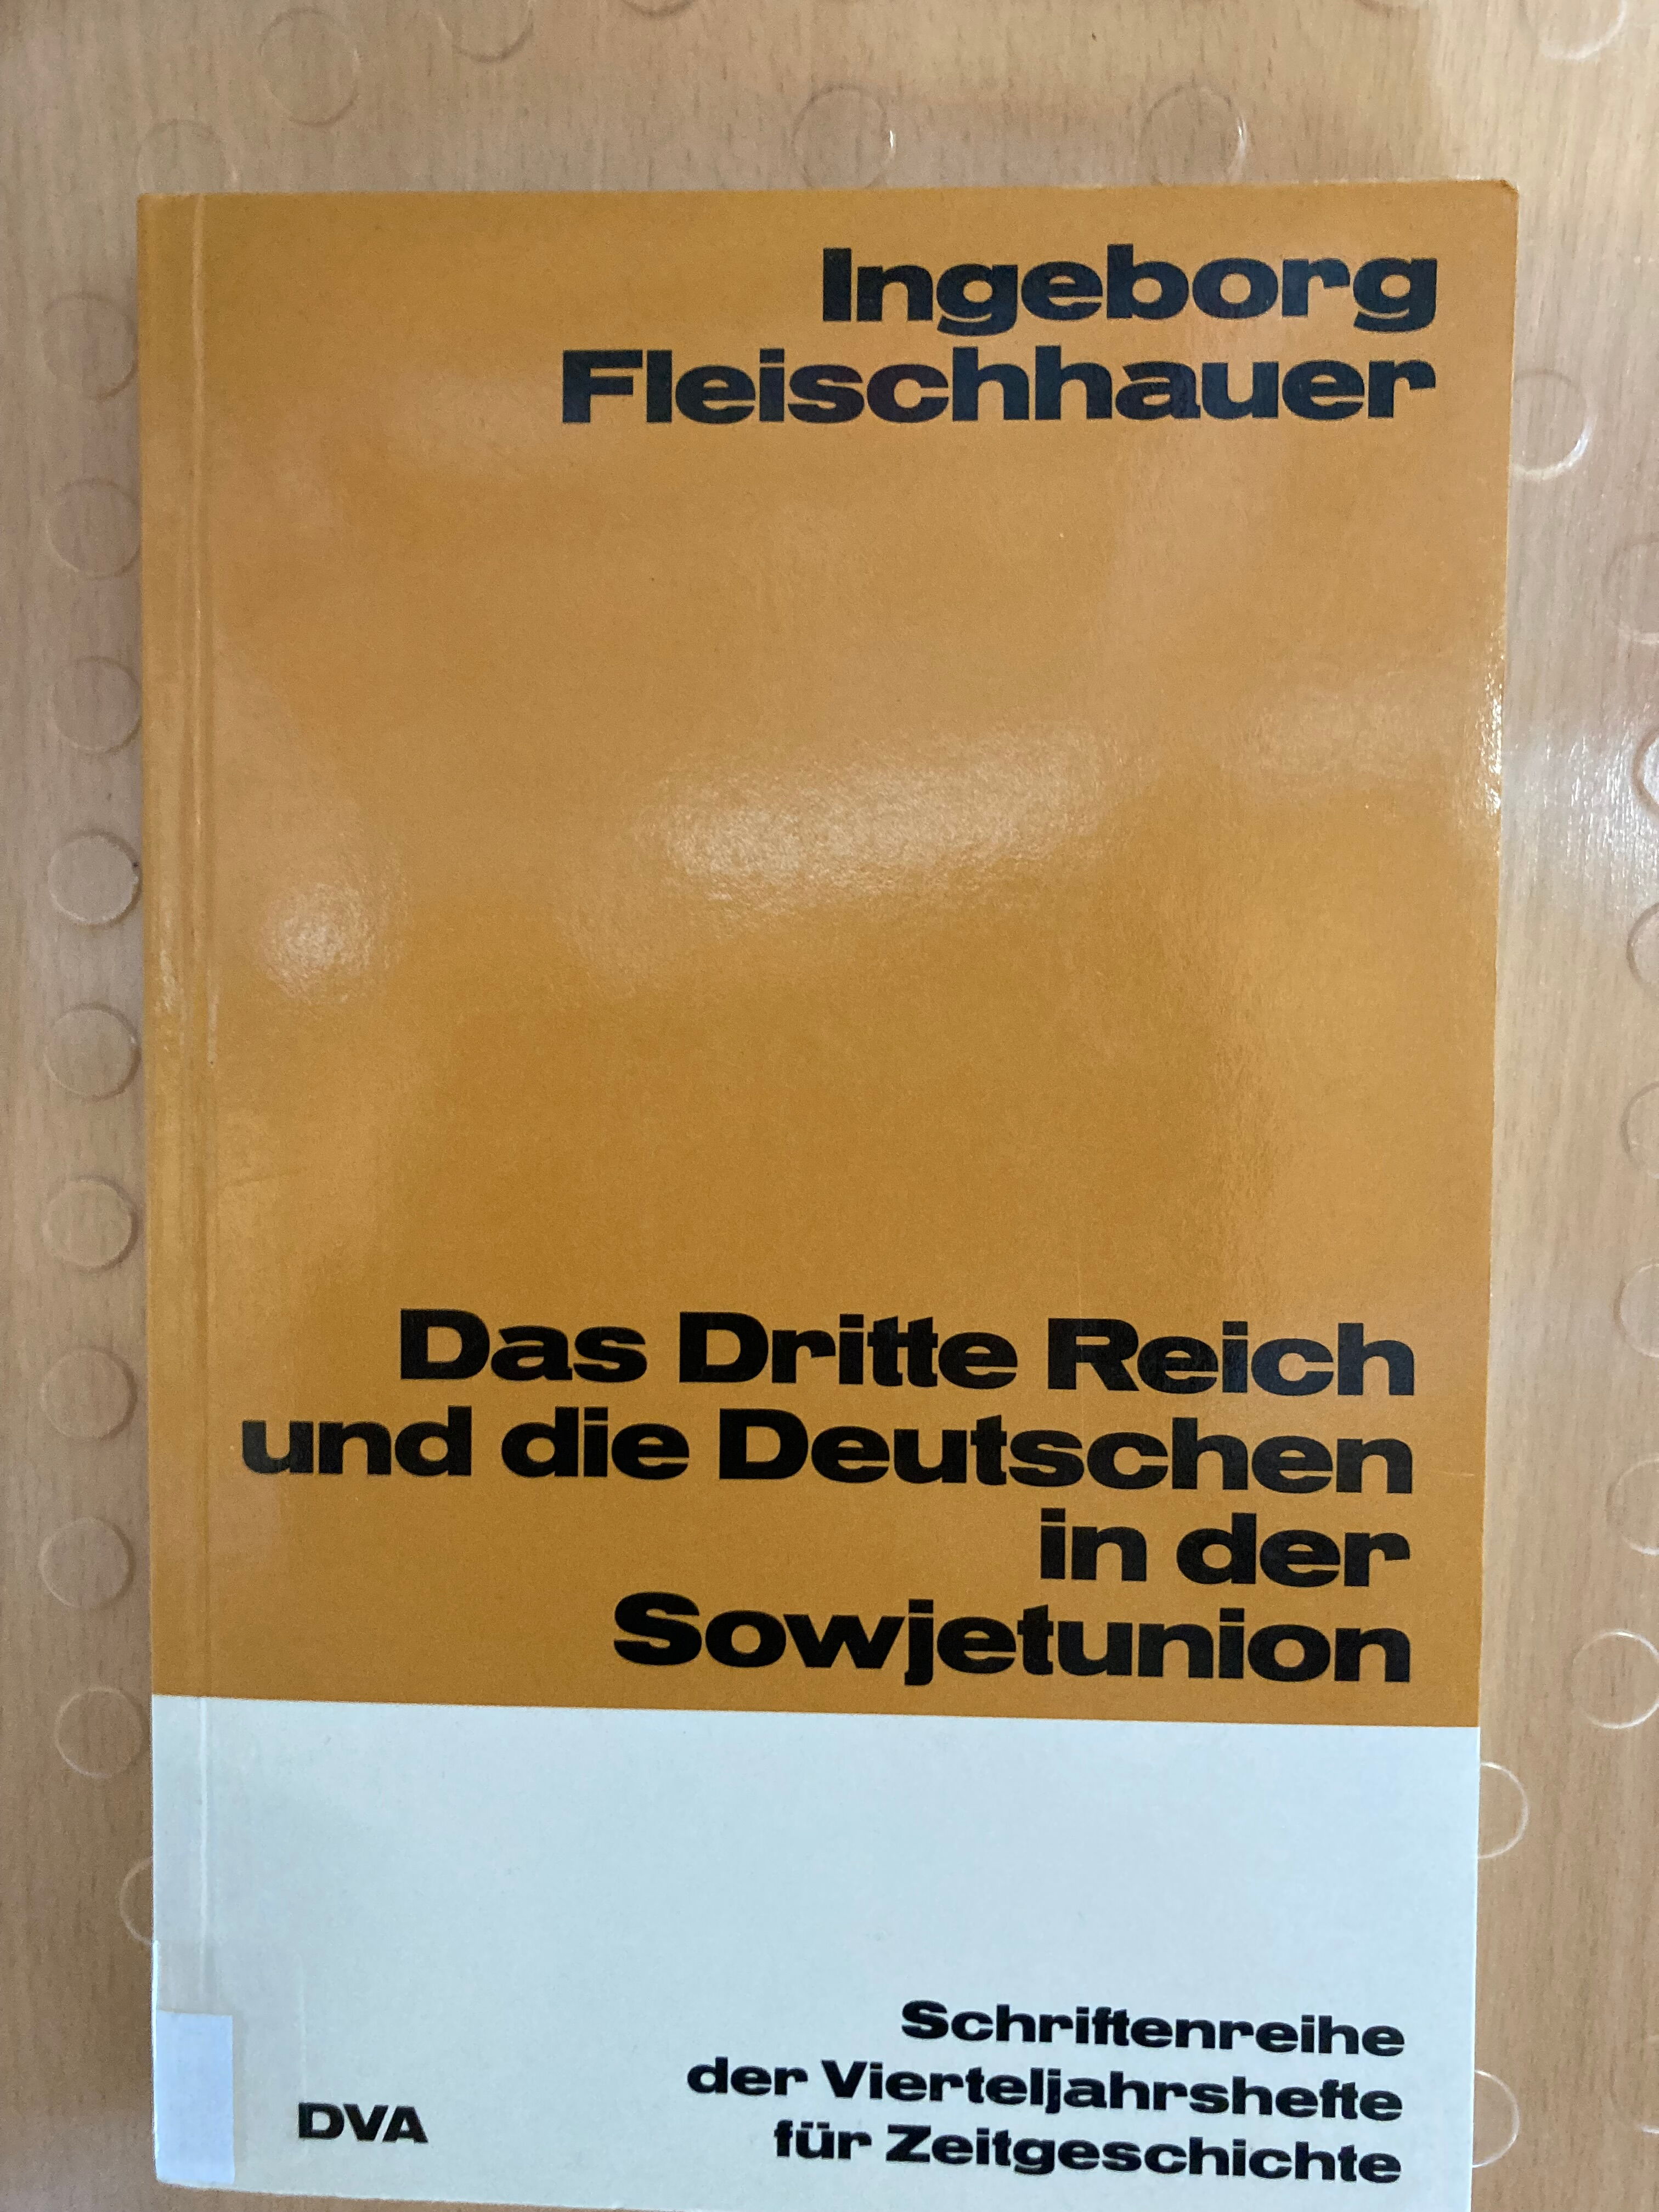 Ingeborg
Fleischhauer
Das Dritte Reich
und die Deutschen
in der
Sowjetunion
Schriftenreihe
der Vierteljahrshefte
für Zeitgeschichte
DVA